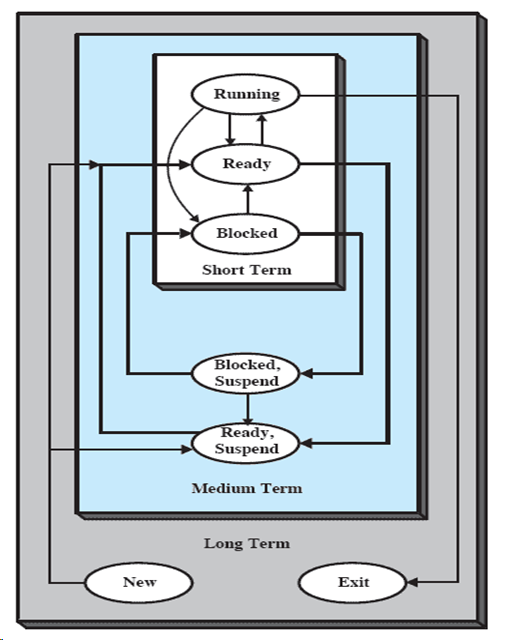 Running
Ready
Blocked
Short Term
Blocked,
Suspend
Ready,
Suspend
Medium Term
Long Term
New
Exit